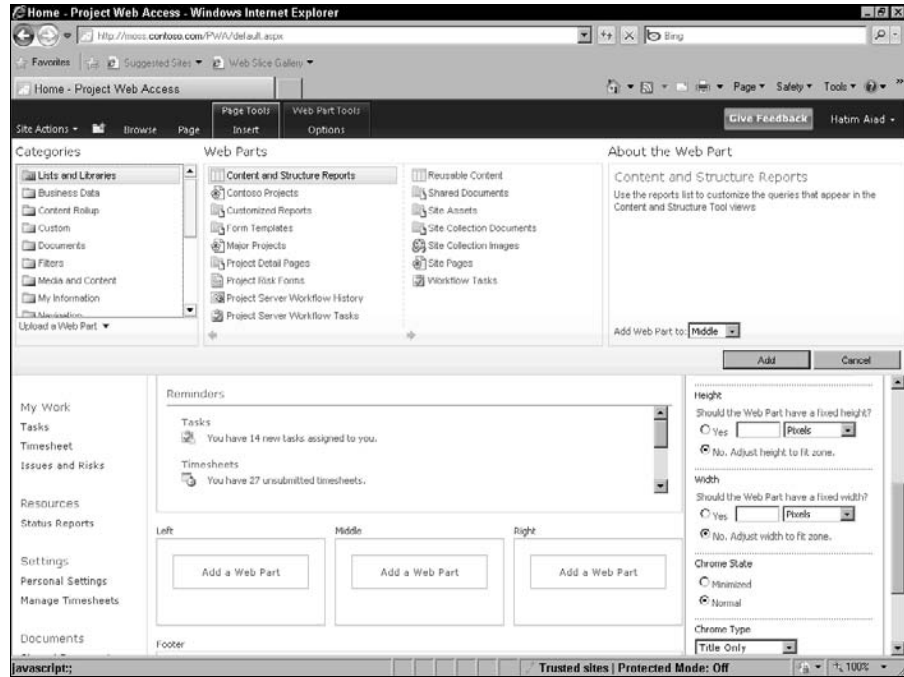 Home - Project Web Access - Windows Internet Explorer
http://moss.contoso.com/PWA/default.aspx
Bing
Favorites Suggested Sites Web Slice Gallery
Home - Project Web Access
Page Safety Tools
Page Tools Web Part Tools
Site Actions Browse Page Insert Options
Give Feedback Hatim Aiad
Categories
Lists and Libraries
Business Data
Content Rollup
Custom
Documents
Filters
Media and Content
My Information
Navigation
Upload a Web Part
Web Parts
Content and Structure Reports
Contoso Projects
Customized Reports
Form Templates
Major Projects
Project Detail Pages
Project Risk Forms
Project Server Workflow History
Project Server Workflow Tasks
Reusable Content
Shared Documents
Site Assets
Site Collection Documents
Site Collection Images
Site Pages
Workflow Tasks
About the Web Part
Content and Structure Reports
Use the reports list to customize the queries that appear in the
Content and Structure Tool views
Add Web Part to: Middle
Add Cancel
My Work
Tasks
Timesheet
Issues and Risks
Resources
Status Reports
Settings
Personal Settings
Manage Timesheets
Documents
Reminders
Tasks
You have 14 new tasks assigned to you.
Timesheets
You have 27 unsubmitted timesheets.
Left Middle Right
Add a Web Part Add a Web Part Add a Web Part
Footer
Height
Should the Web Part have a fixed height?
Yes Pixels
No. Adjust height to fit zone.
Width
Should the Web Part have a fixed width?
Yes Pixels
No. Adjust width to fit zone.
Chrome State
Minimized
Normal
Chrome Type
Title Only
javascript:;
Trusted sites | Protected Mode: Off
100%